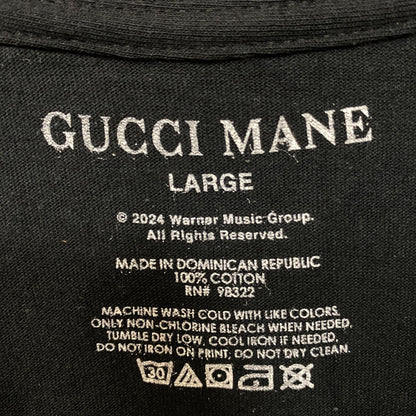 GUCCI MANE
LARGE
© 2024 Warner Music Group.
All Rights Reserved.
MADE IN DOMINICAN REPUBLIC
100% COTTON
RN# 98322
MACHINE WASH COLD WITH LIKE COLORS,
ONLY NON-CHLORINE BLEACH WHEN NEEDED,
TUMBLE DRY LOW, COOL IRON IF NEEDED,
DO NOT IRON ON PRINT, DO NOT DRY CLEAN.
30